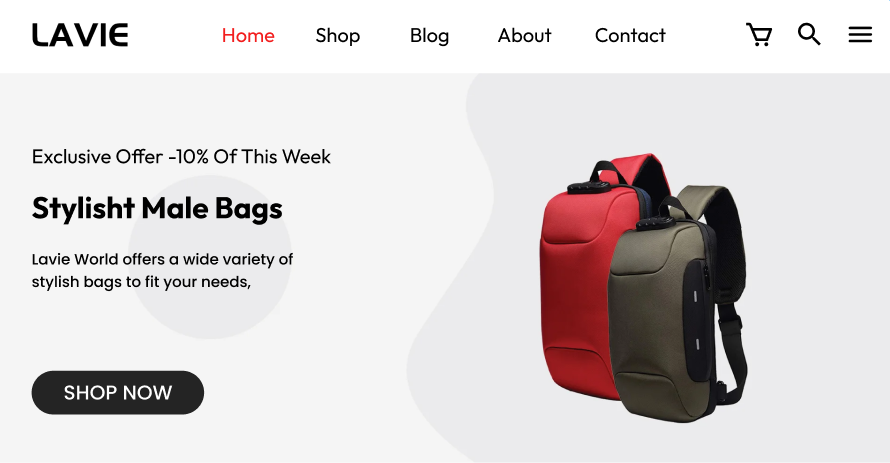 LAVIE
Home Shop Blog About Contact
Exclusive Offer -10% Of This Week
Stylisht Male Bags
Lavie World offers a wide variety of
stylish bags to fit your needs,
SHOP NOW